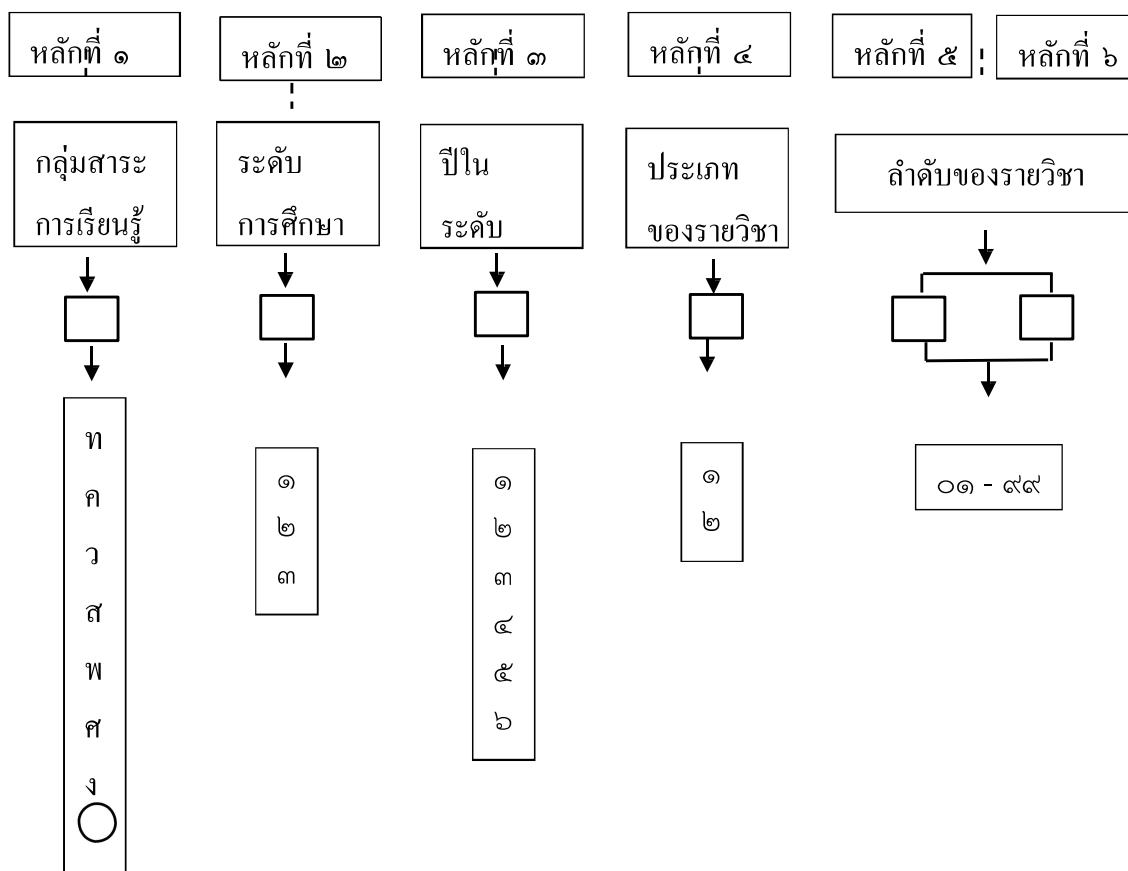 หลักที่ ๑
หลักที่ ๒
หลักที่ ๓
หลักที่ ๔
หลักที่ ๕
หลักที่ ๖
กลุ่มสาระ
การเรียนรู้
ระดับ
การศึกษา
ปีใน
ระดับ
ประเภท
ของรายวิชา
ลำดับของรายวิชา
ท
ค
ว
ส
พ
ศ
ง
๑
๒
๓
๑
๒
๓
๔
๕
๖
๑
๒
๐๑ - ๙๙